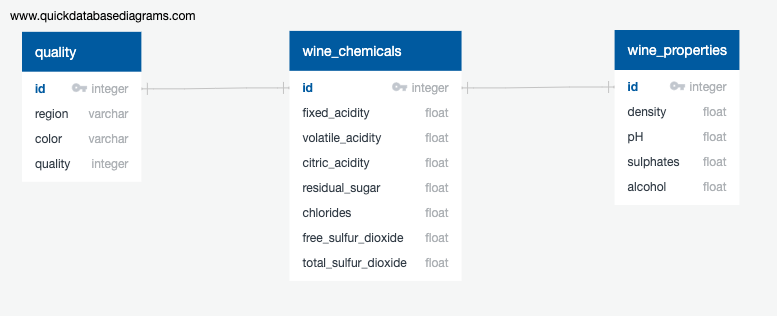 www.quickdatabasediagrams.com
quality
id integer
region varchar
color varchar
quality integer
wine_chemicals
id integer
fixed_acidity float
volatile_acidity float
citric_acidity float
residual_sugar float
chlorides float
free_sulfur_dioxide float
total_sulfur_dioxide float
wine_properties
id integer
density float
pH float
sulphates float
alcohol float